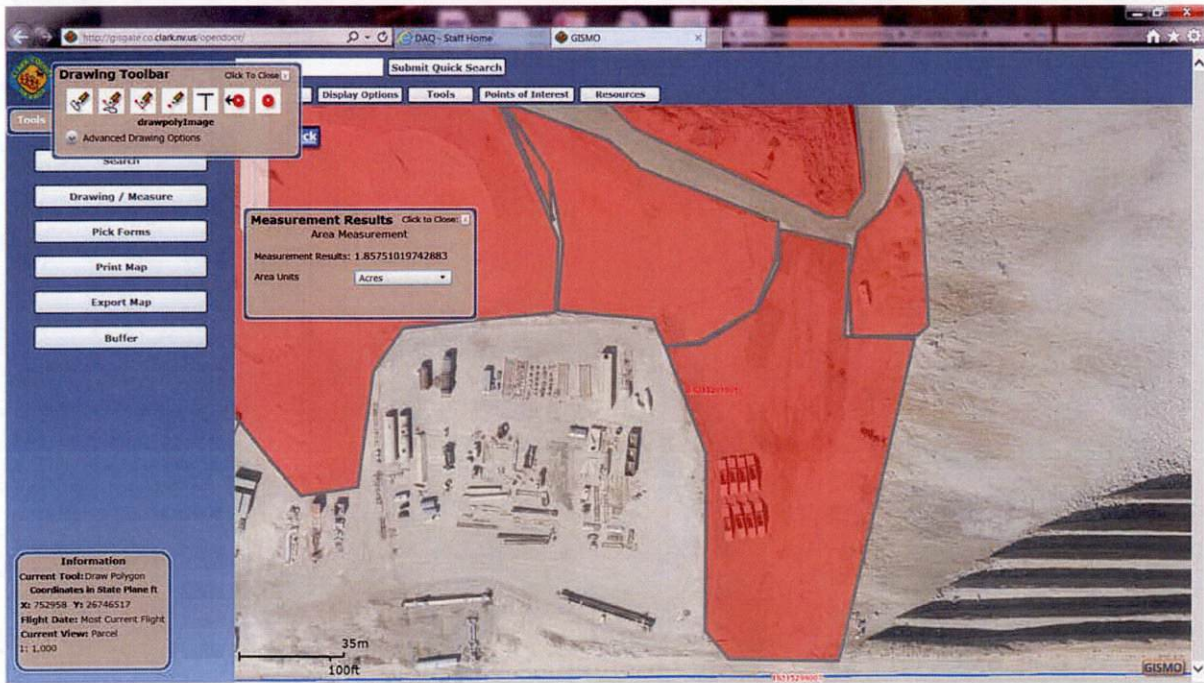 http://gisgate.co.clark.nv.us/opendoor/
DAQ - Staff Home
GISMO
Drawing Toolbar
Click To Close
Submit Quick Search
drawpolyImage
Advanced Drawing Options
Display Options
Tools
Points of Interest
Resources
Tools
ck
Search
Drawing / Measure
Pick Forms
Print Map
Export Map
Buffer
Measurement Results Click to Close:
Area Measurement
Measurement Results: 1.85751019742883
Area Units Acres
Information
Current Tool: Draw Polygon
Coordinates in State Plane ft
X: 752958 Y: 26746517
Flight Date: Most Current Flight
Current View: Parcel
1: 1,000
35m
100ft
GISMO